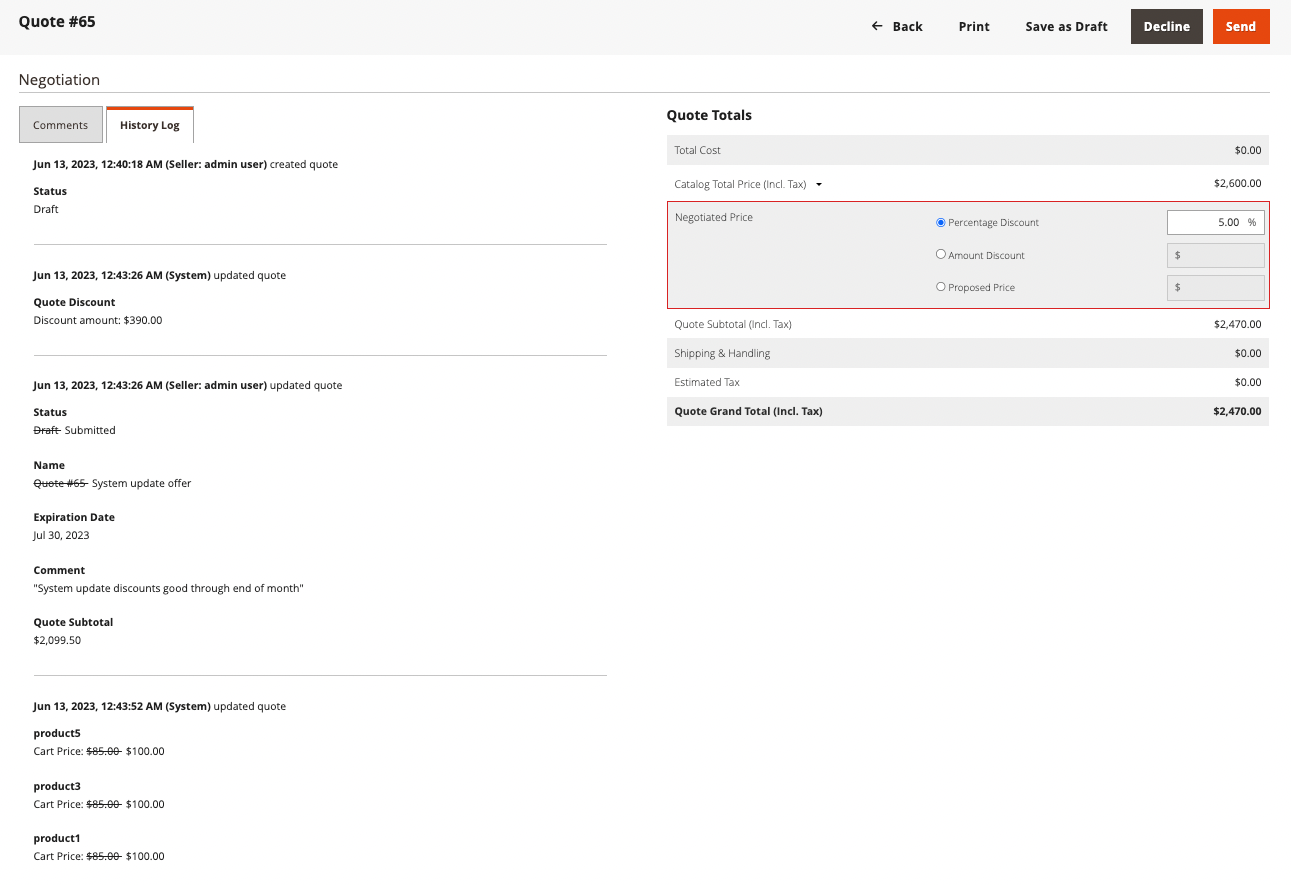 Quote #65
← Back Print Save as Draft Decline Send
Negotiation
Comments History Log
Jun 13, 2023, 12:40:18 AM (Seller: admin user) created quote
Status
Draft
Jun 13, 2023, 12:43:26 AM (System) updated quote
Quote Discount
Discount amount: $390.00
Jun 13, 2023, 12:43:26 AM (Seller: admin user) updated quote
Status
Draft Submitted
Name
Quote #65 System update offer
Expiration Date
Jul 30, 2023
Comment
"System update discounts good through end of month"
Quote Subtotal
$2,099.50
Jun 13, 2023, 12:43:52 AM (System) updated quote
product5
Cart Price: $85.00 $100.00
product3
Cart Price: $85.00 $100.00
product1
Cart Price: $85.00 $100.00
Quote Totals
Total Cost $0.00
Catalog Total Price (Incl. Tax) $2,600.00
Negotiated Price
Percentage Discount 5.00 %
Amount Discount $
Proposed Price $
Quote Subtotal (Incl. Tax) $2,470.00
Shipping & Handling $0.00
Estimated Tax $0.00
Quote Grand Total (Incl. Tax) $2,470.00